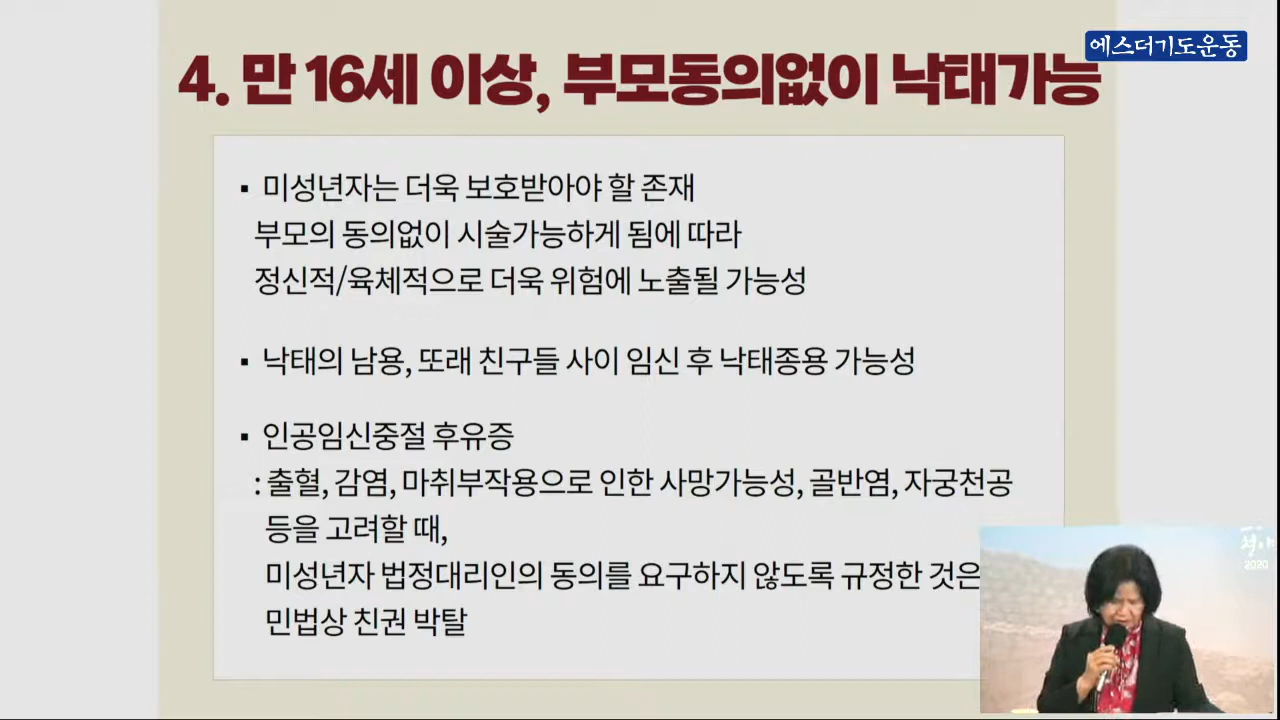 에스더기도운동
4. 만 16세 이상, 부모동의없이 낙태가능
▪ 미성년자는 더욱 보호받아야 할 존재
부모의 동의없이 시술가능하게 됨에 따라
정신적/육체적으로 더욱 위험에 노출될 가능성
▪ 낙태의 남용, 또래 친구들 사이 임신 후 낙태종용 가능성
▪ 인공임신중절 후유증
: 출혈, 감염, 마취부작용으로 인한 사망가능성, 골반염, 자궁천공
등을 고려할 때,
미성년자 법정대리인의 동의를 요구하지 않도록 규정한 것은
민법상 친권 박탈
2020